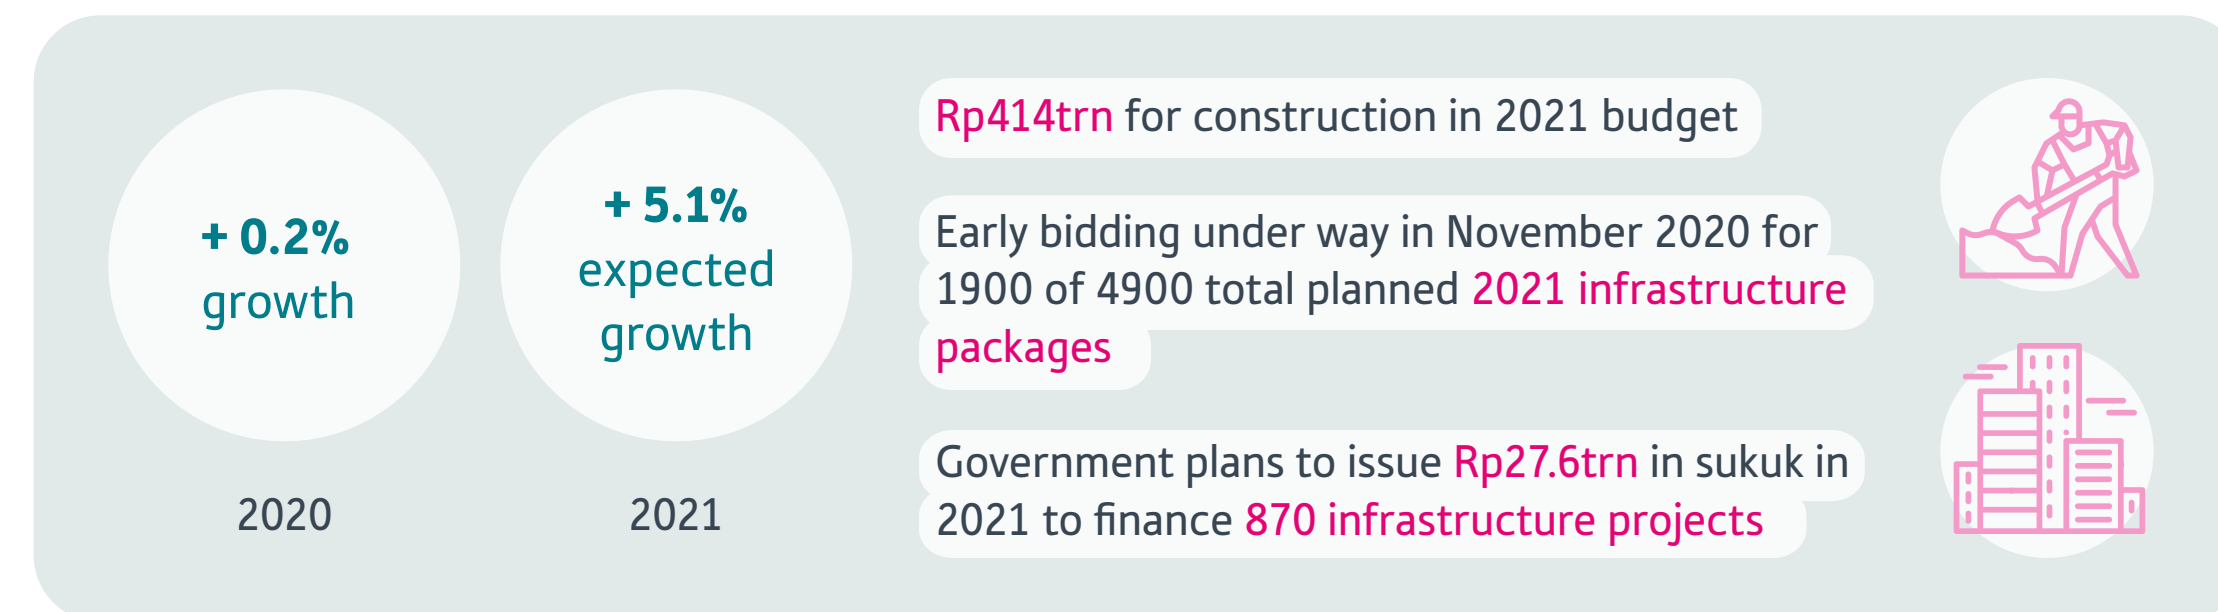 + 0.2%
growth
2020
+ 5.1%
expected
growth
2021
Rp414trn for construction in 2021 budget
Early bidding under way in November 2020 for
1900 of 4900 total planned 2021 infrastructure
packages
Government plans to issue Rp27.6trn in sukuk in
2021 to finance 870 infrastructure projects